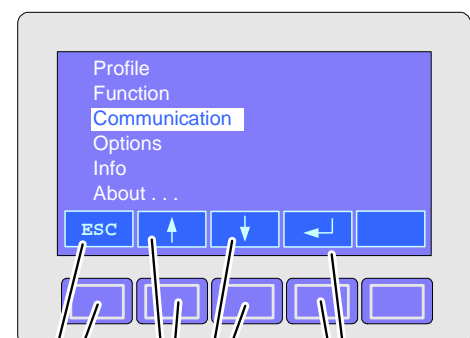 Profile
Function
Communication
Options
Info
About . . .
ESC